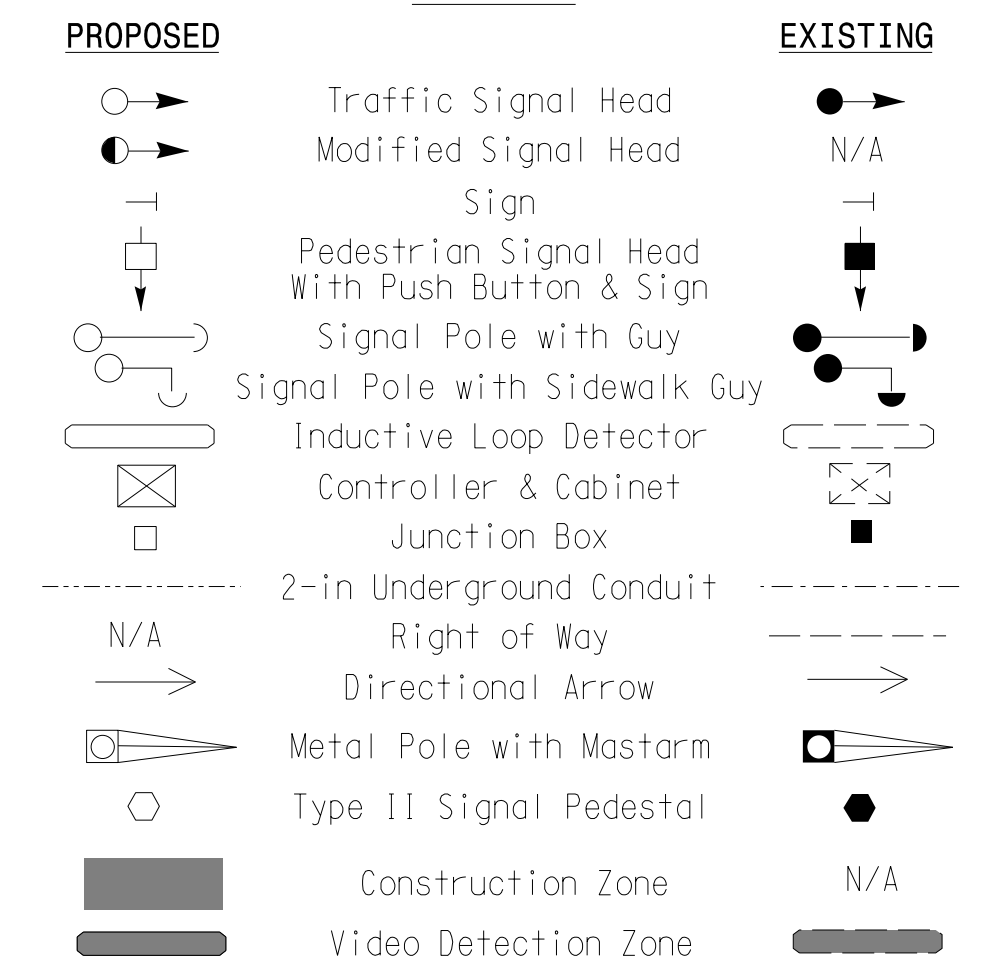 PROPOSED EXISTING
Traffic Signal Head
Modified Signal Head N/A
Sign
Pedestrian Signal Head
With Push Button & Sign
Signal Pole with Guy
Signal Pole with Sidewalk Guy
Inductive Loop Detector
Controller & Cabinet
Junction Box
2-in Underground Conduit
N/A Right of Way
Directional Arrow
Metal Pole with Mastarm
Type II Signal Pedestal
Construction Zone N/A
Video Detection Zone